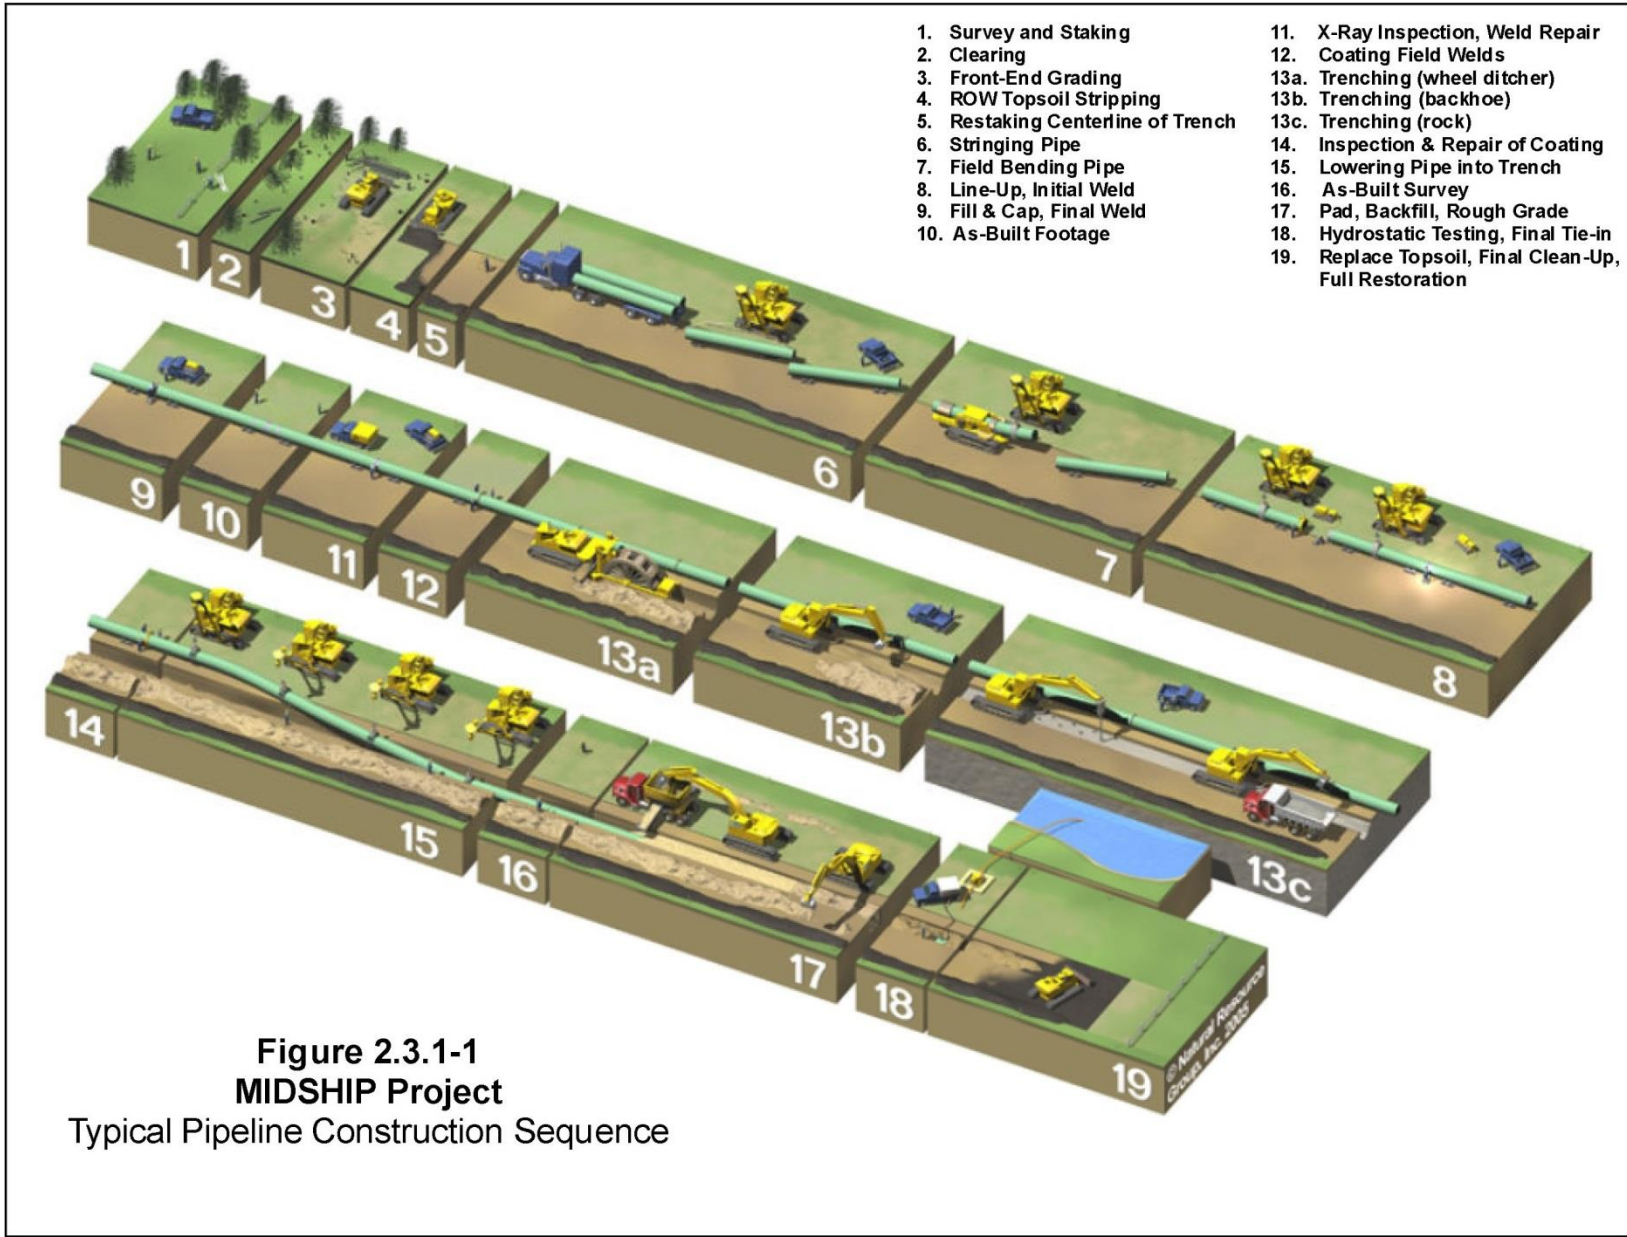 1. Survey and Staking
2. Clearing
3. Front-End Grading
4. ROW Topsoil Stripping
5. Restaking Centerline of Trench
6. Stringing Pipe
7. Field Bending Pipe
8. Line-Up, Initial Weld
9. Fill & Cap, Final Weld
10. As-Built Footage
11. X-Ray Inspection, Weld Repair
12. Coating Field Welds
13a. Trenching (wheel ditcher)
13b. Trenching (backhoe)
13c. Trenching (rock)
14. Inspection & Repair of Coating
15. Lowering Pipe into Trench
16. As-Built Survey
17. Pad, Backfill, Rough Grade
18. Hydrostatic Testing, Final Tie-in
19. Replace Topsoil, Final Clean-Up,
Full Restoration
1
2
3
4
5
6
7
8
9
10
11
12
13a
13b
13c
14
15
16
17
18
19
© Natural Resource
Group, Inc. 2005
Figure 2.3.1-1
MIDSHIP Project
Typical Pipeline Construction Sequence